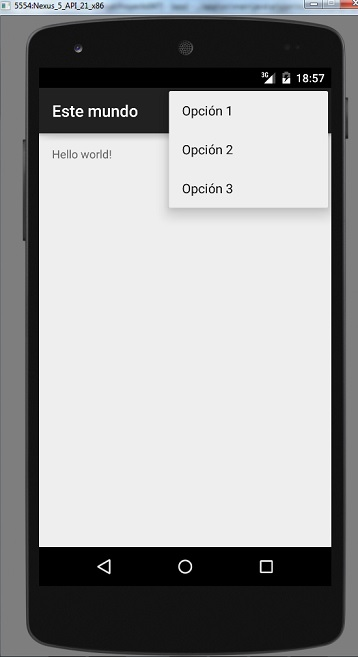 5554:Nexus_5_API_21_x86
3G
18:57
Este mundo
Opción 1
Hello world!
Opción 2
Opción 3